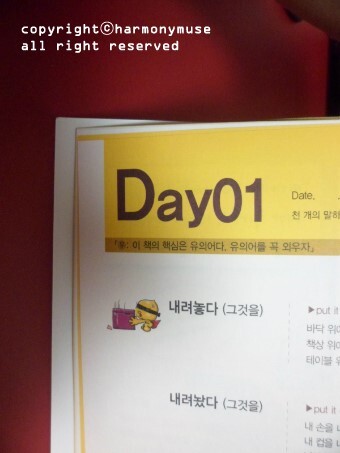 copyrightⓒharmonymuse
all right reserved
Day01
Date.
천 개의 말하
「용: 이 책의 핵심은 유의어다. 유의어를 꼭 외우자」
내려놓다 (그것을)
▶put it
바닥 위에
책상 위에
테이블 위
내려놨다 (그것을)
▶put it
내 손을 내
내 컵을 내